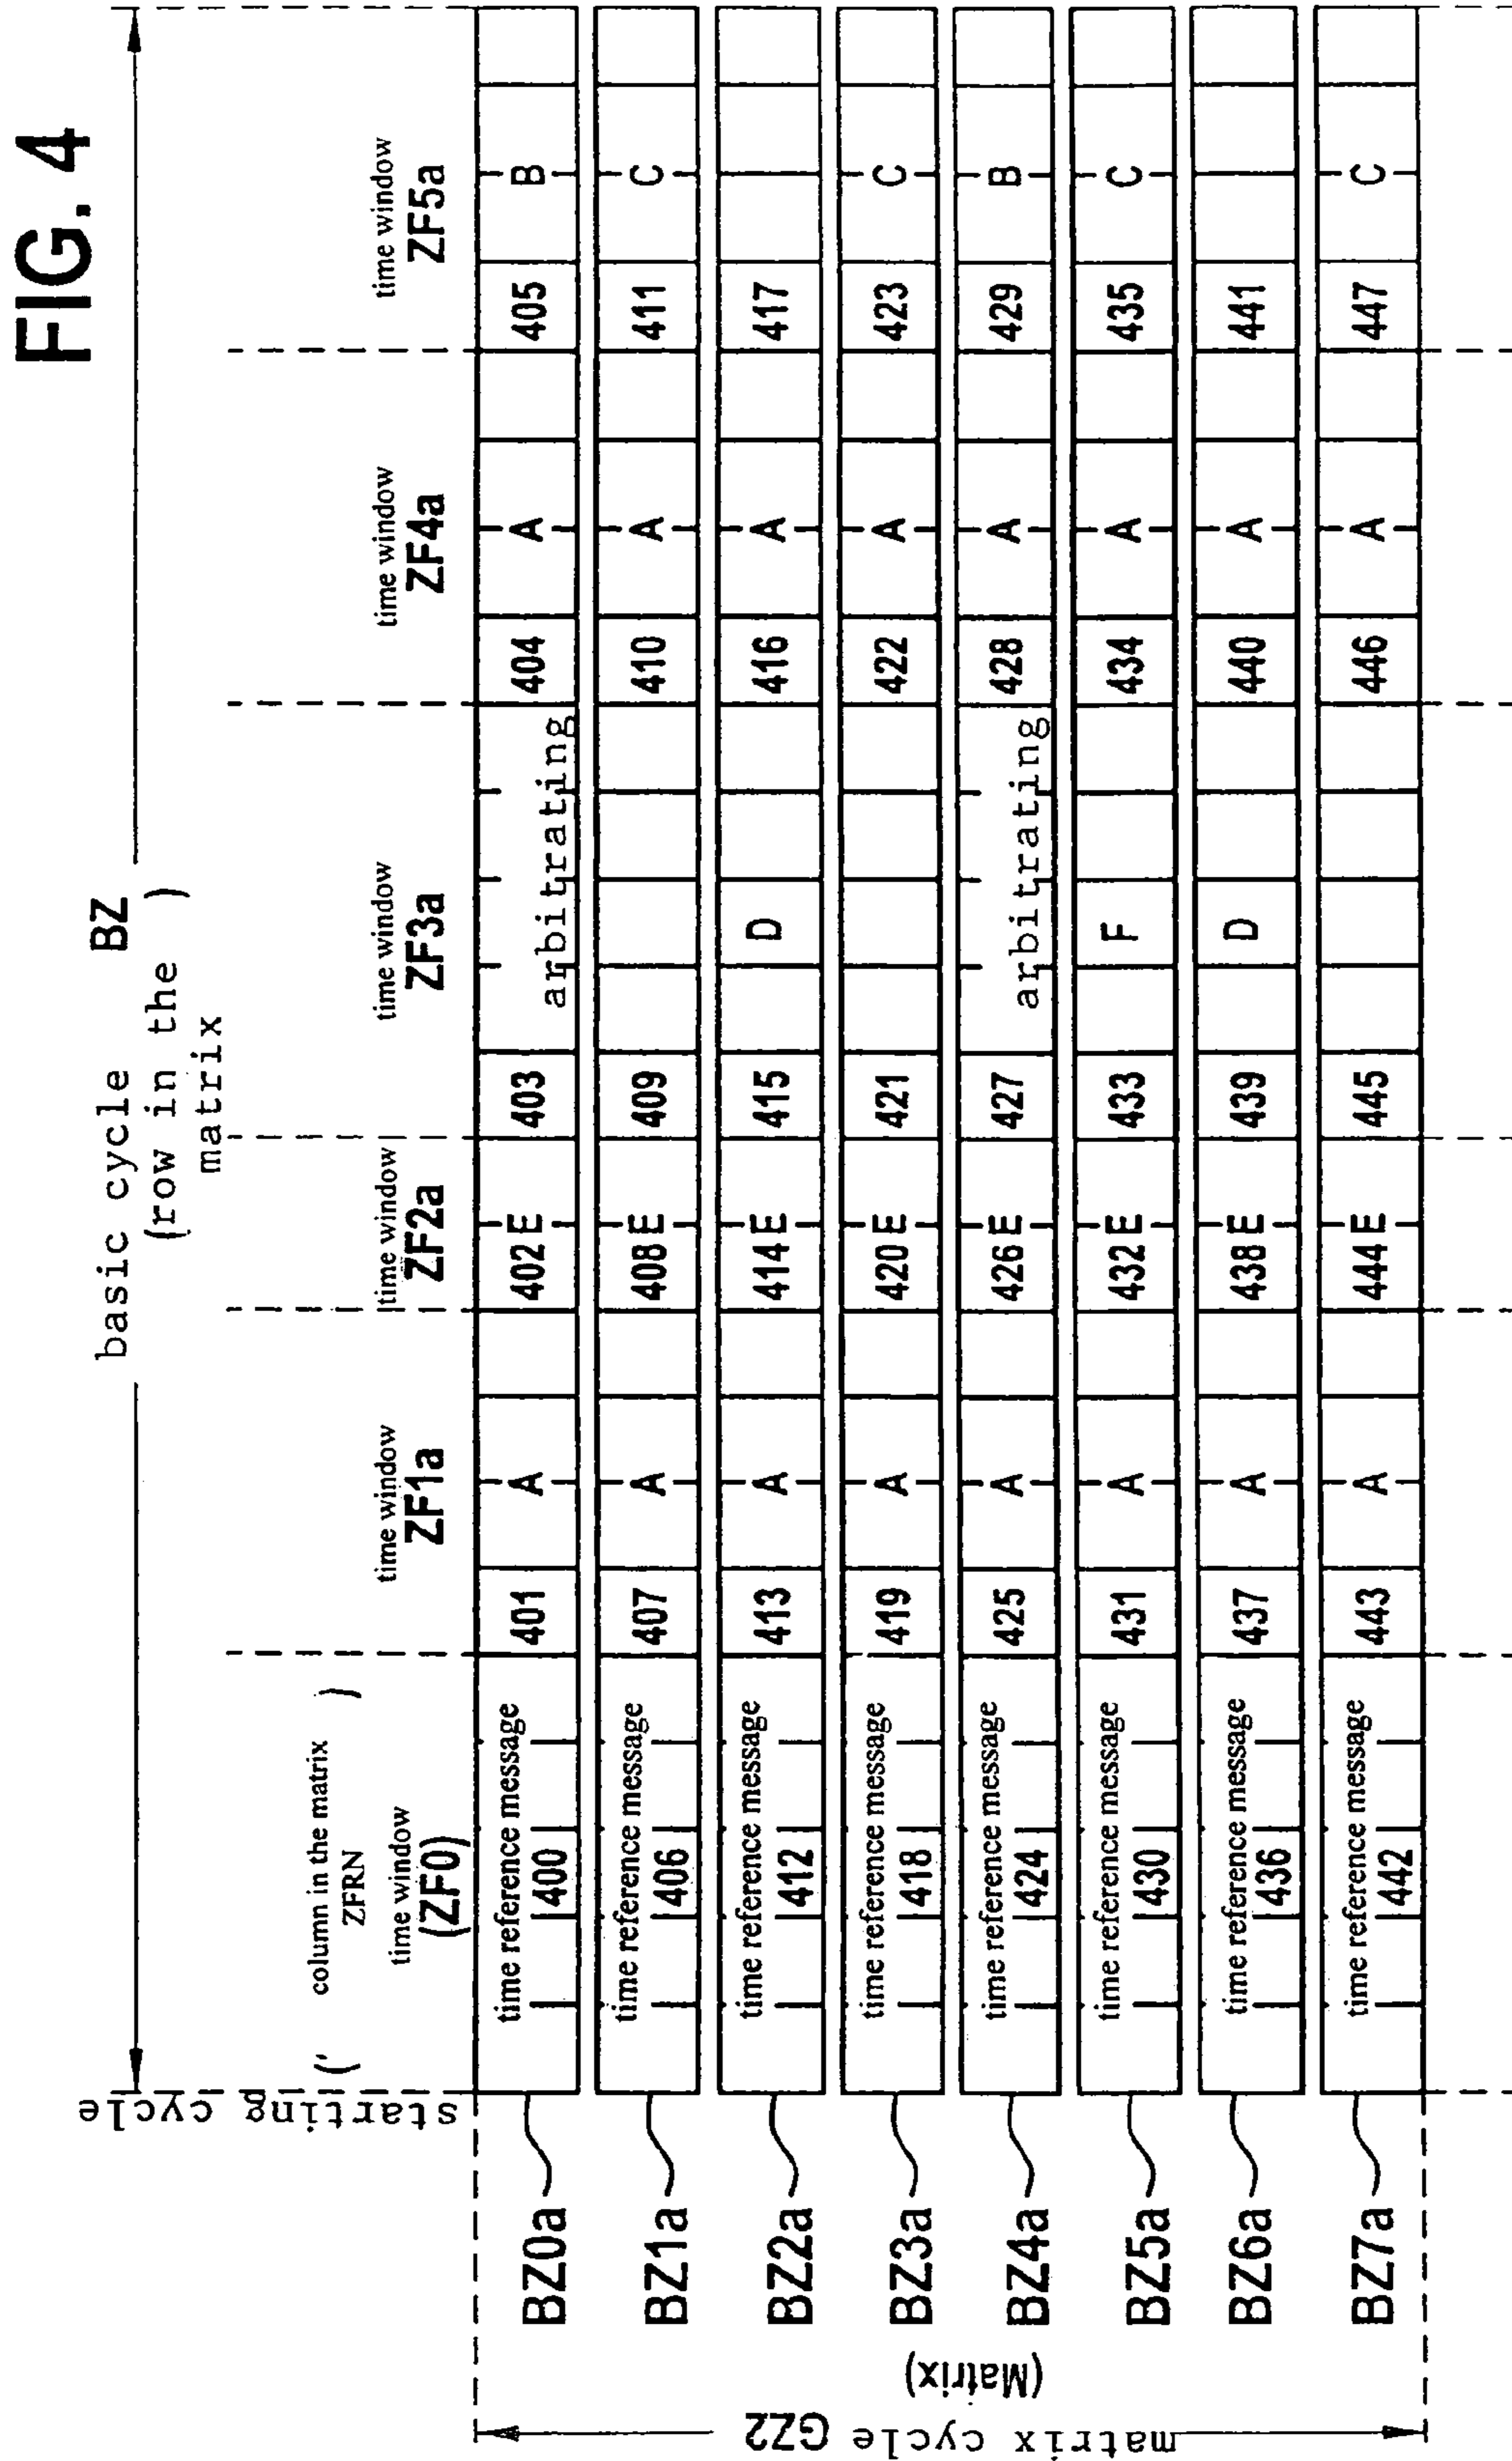 FIG. 4
basic cycle BZ
(row in the
matrix )
starting cycle
( column in the matrix )
ZFRN
time window
(ZF0)
time window
ZF1a
time window
ZF2a
time window
ZF3a
time window
ZF4a
time window
ZF5a
BZ0a time reference message 400 401 A 402 E 403 arbitrating 404 A 405 B
BZ1a time reference message 406 407 A 408 E 409 410 A 411 C
BZ2a time reference message 412 413 A 414 E 415 D 416 A 417
BZ3a time reference message 418 419 A 420 E 421 422 A 423 C
BZ4a time reference message 424 425 A 426 E 427 arbitrating 428 A 429 B
BZ5a time reference message 430 431 A 432 E 433 F 434 A 435 C
BZ6a time reference message 436 437 A 438 E 439 D 440 A 441
BZ7a time reference message 442 443 A 444 E 445 446 A 447 C
matrix cycle GZ2
(Matrix)